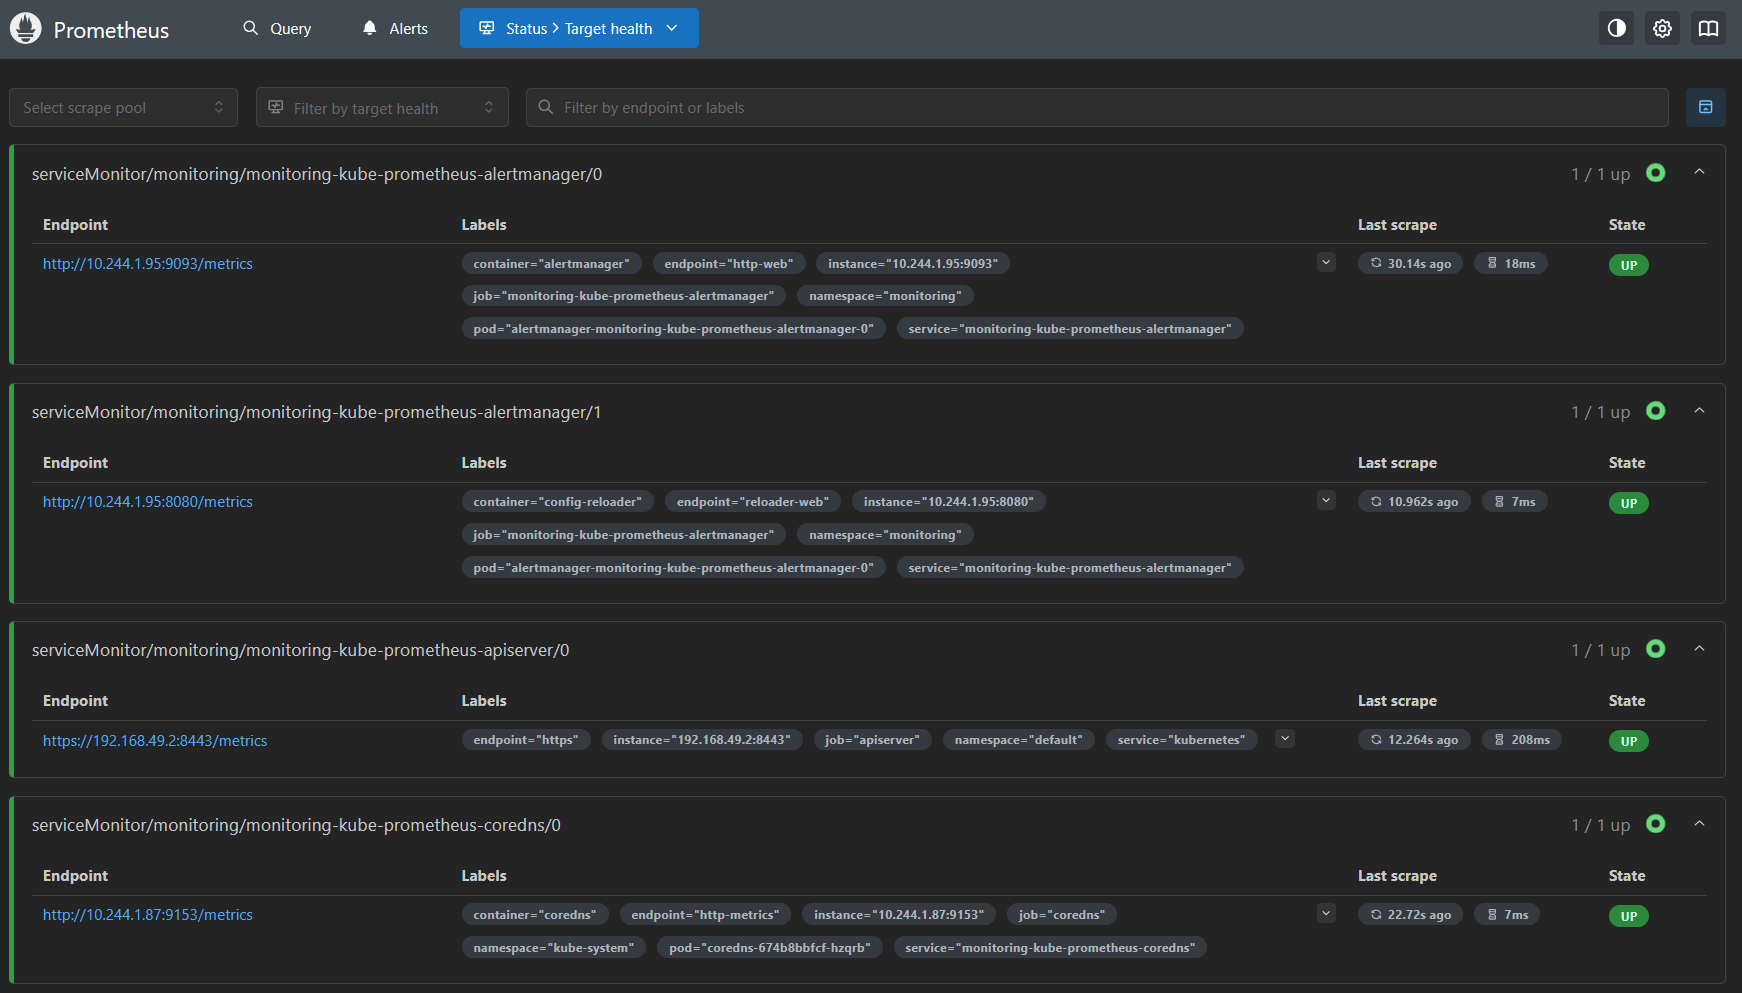 Prometheus Query Alerts Status > Target health
Select scrape pool Filter by target health Filter by endpoint or labels
serviceMonitor/monitoring/monitoring-kube-prometheus-alertmanager/0 1 / 1 up
Endpoint Labels Last scrape State
http://10.244.1.95:9093/metrics container="alertmanager" endpoint="http-web" instance="10.244.1.95:9093" 30.14s ago 18ms UP
job="monitoring-kube-prometheus-alertmanager" namespace="monitoring"
pod="alertmanager-monitoring-kube-prometheus-alertmanager-0" service="monitoring-kube-prometheus-alertmanager"
serviceMonitor/monitoring/monitoring-kube-prometheus-alertmanager/1 1 / 1 up
Endpoint Labels Last scrape State
http://10.244.1.95:8080/metrics container="config-reloader" endpoint="reloader-web" instance="10.244.1.95:8080" 10.962s ago 7ms UP
job="monitoring-kube-prometheus-alertmanager" namespace="monitoring"
pod="alertmanager-monitoring-kube-prometheus-alertmanager-0" service="monitoring-kube-prometheus-alertmanager"
serviceMonitor/monitoring/monitoring-kube-prometheus-apiserver/0 1 / 1 up
Endpoint Labels Last scrape State
https://192.168.49.2:8443/metrics endpoint="https" instance="192.168.49.2:8443" job="apiserver" namespace="default" service="kubernetes" 12.264s ago 208ms UP
serviceMonitor/monitoring/monitoring-kube-prometheus-coredns/0 1 / 1 up
Endpoint Labels Last scrape State
http://10.244.1.87:9153/metrics container="coredns" endpoint="http-metrics" instance="10.244.1.87:9153" job="coredns" 22.72s ago 7ms UP
namespace="kube-system" pod="coredns-674b8bbfcf-hzqrb" service="monitoring-kube-prometheus-coredns"